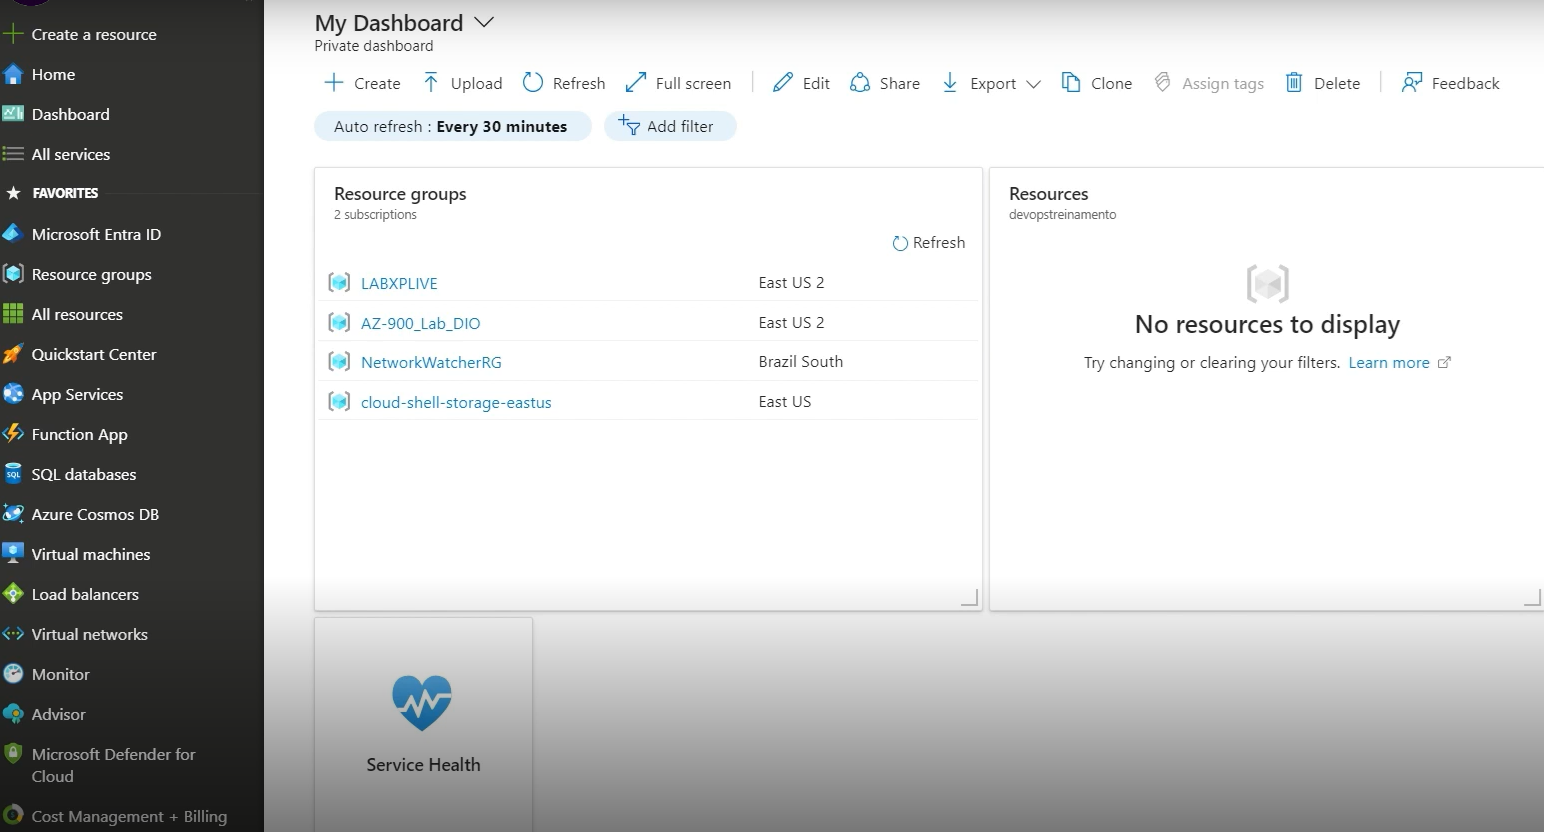 Create a resource
Home
Dashboard
All services
FAVORITES
Microsoft Entra ID
Resource groups
All resources
Quickstart Center
App Services
Function App
SQL databases
Azure Cosmos DB
Virtual machines
Load balancers
Virtual networks
Monitor
Advisor
Microsoft Defender for
Cloud
Cost Management + Billing
My Dashboard
Private dashboard
Create Upload Refresh Full screen Edit Share Export Clone Assign tags Delete Feedback
Auto refresh : Every 30 minutes Add filter
Resource groups
2 subscriptions
Refresh
LABXPLIVE East US 2
AZ-900_Lab_DIO East US 2
NetworkWatcherRG Brazil South
cloud-shell-storage-eastus East US
Resources
devopstreinamento
No resources to display
Try changing or clearing your filters. Learn more
Service Health
SQL